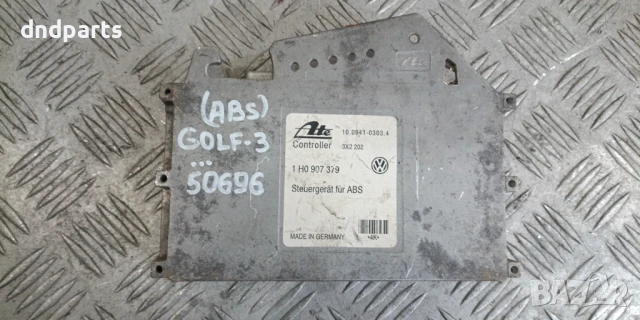 dndparts
(ABS)
GOLF-3
...
50696
Ate
10.0941-0303.4
Controller 3X2 202
1 H0 907 379
Steuergerät für ABS
MADE IN GERMANY
BAZAR